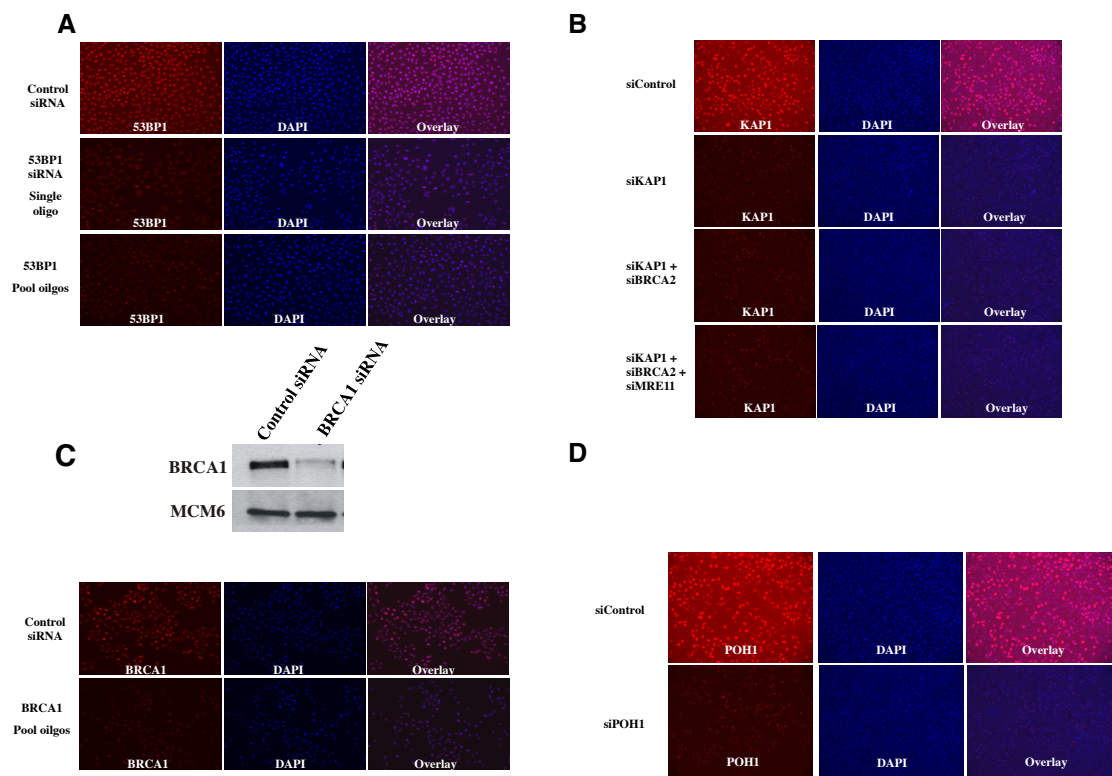 A
Control
siRNA
53BP1 DAPI Overlay
53BP1
siRNA
Single
oligo
53BP1 DAPI Overlay
53BP1
Pool oilgos
53BP1 DAPI Overlay
B
siControl
KAP1 DAPI Overlay
siKAP1
KAP1 DAPI Overlay
siKAP1 +
siBRCA2
KAP1 DAPI Overlay
siKAP1 +
siBRCA2 +
siMRE11
KAP1 DAPI Overlay
C
Control siRNA
BRCA1 siRNA
BRCA1
MCM6
Control
siRNA
BRCA1 DAPI Overlay
BRCA1
Pool oilgos
BRCA1 DAPI Overlay
D
siControl
POH1 DAPI Overlay
siPOH1
POH1 DAPI Overlay